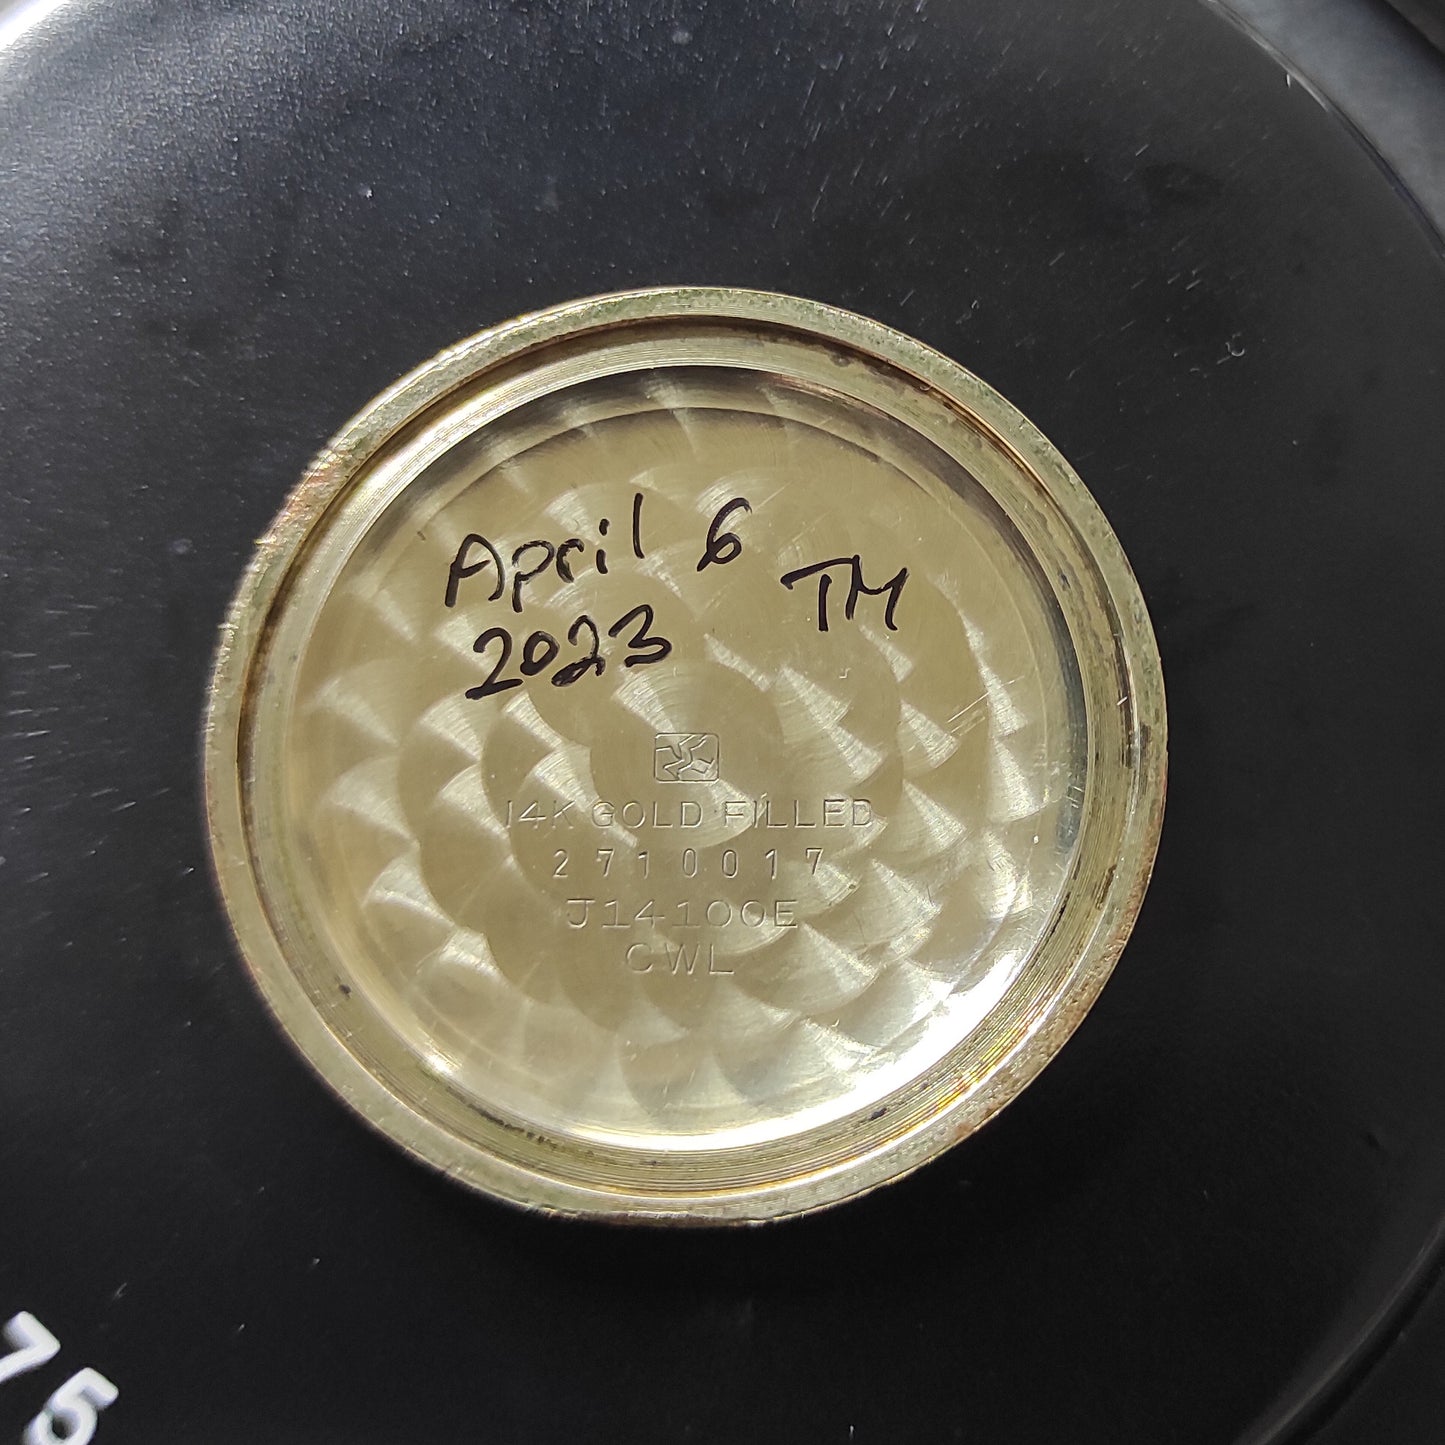 April 6
2023
TM
14K GOLD FILLED
2710017
J14100E
CWL
75